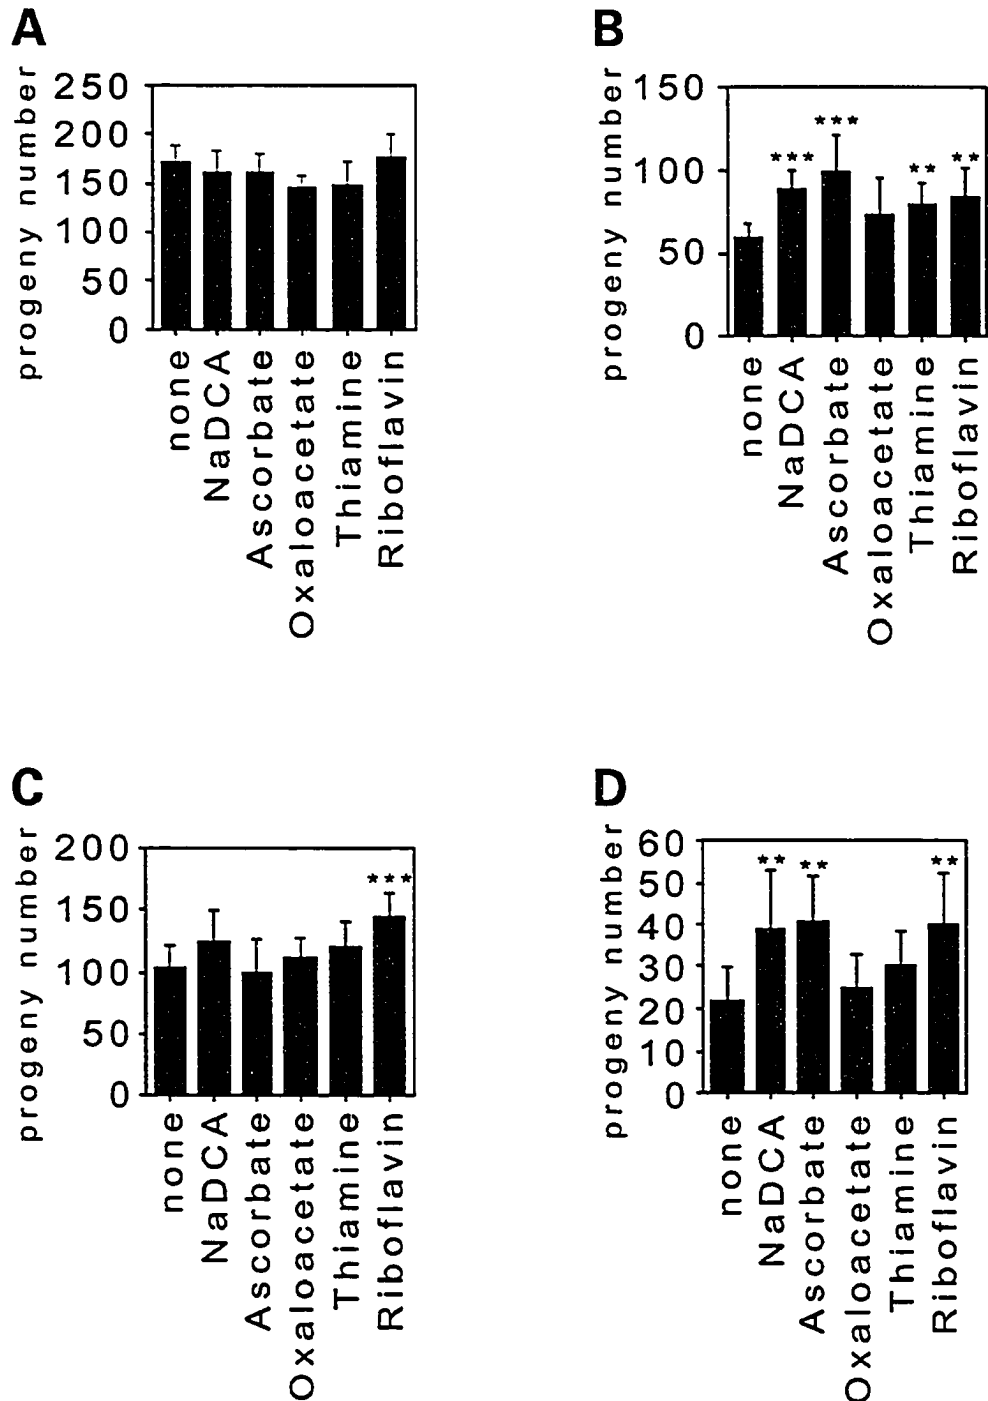 A
progeny number
250
200
150
100
50
0
none
NaDCA
Ascorbate
Oxaloacetate
Thiamine
Riboflavin
B
progeny number
150
100
50
0
***
***
**
**
none
NaDCA
Ascorbate
Oxaloacetate
Thiamine
Riboflavin
C
progeny number
200
150
100
50
0
***
none
NaDCA
Ascorbate
Oxaloacetate
Thiamine
Riboflavin
D
progeny number
60
50
40
30
20
10
0
**
**
**
none
NaDCA
Ascorbate
Oxaloacetate
Thiamine
Riboflavin